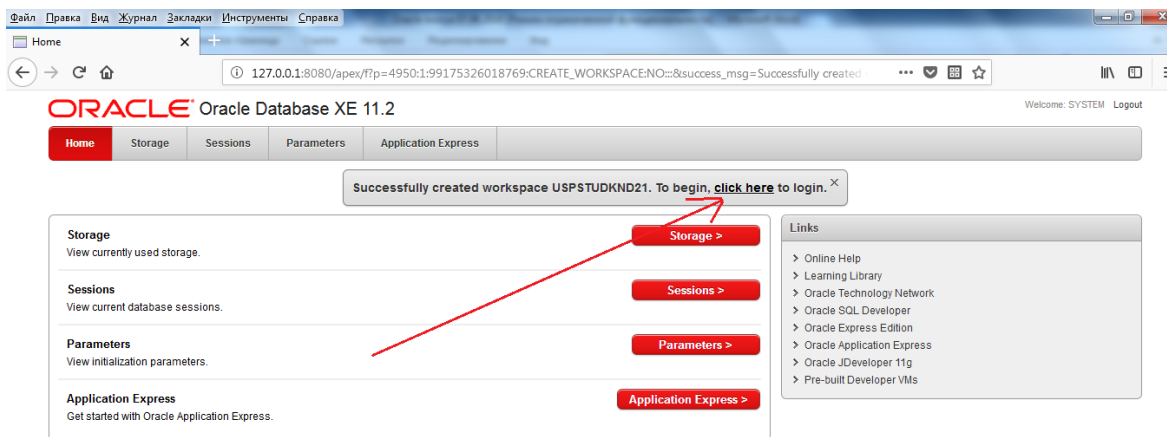 Файл Правка Вид Журнал Закладки Инструменты Справка
Home
127.0.0.1:8080/apex/f?p=4950:1:99175326018769:CREATE_WORKSPACE:NO:::&success_msg=Successfully created
ORACLE Oracle Database XE 11.2
Welcome: SYSTEM Logout
Home Storage Sessions Parameters Application Express
Successfully created workspace USPSTUDKND21. To begin, click here to login.
Storage
View currently used storage.
Storage >
Sessions
View current database sessions.
Sessions >
Parameters
View initialization parameters.
Parameters >
Application Express
Get started with Oracle Application Express.
Application Express >
Links
> Online Help
> Learning Library
> Oracle Technology Network
> Oracle SQL Developer
> Oracle Express Edition
> Oracle Application Express
> Oracle JDeveloper 11g
> Pre-built Developer VMs